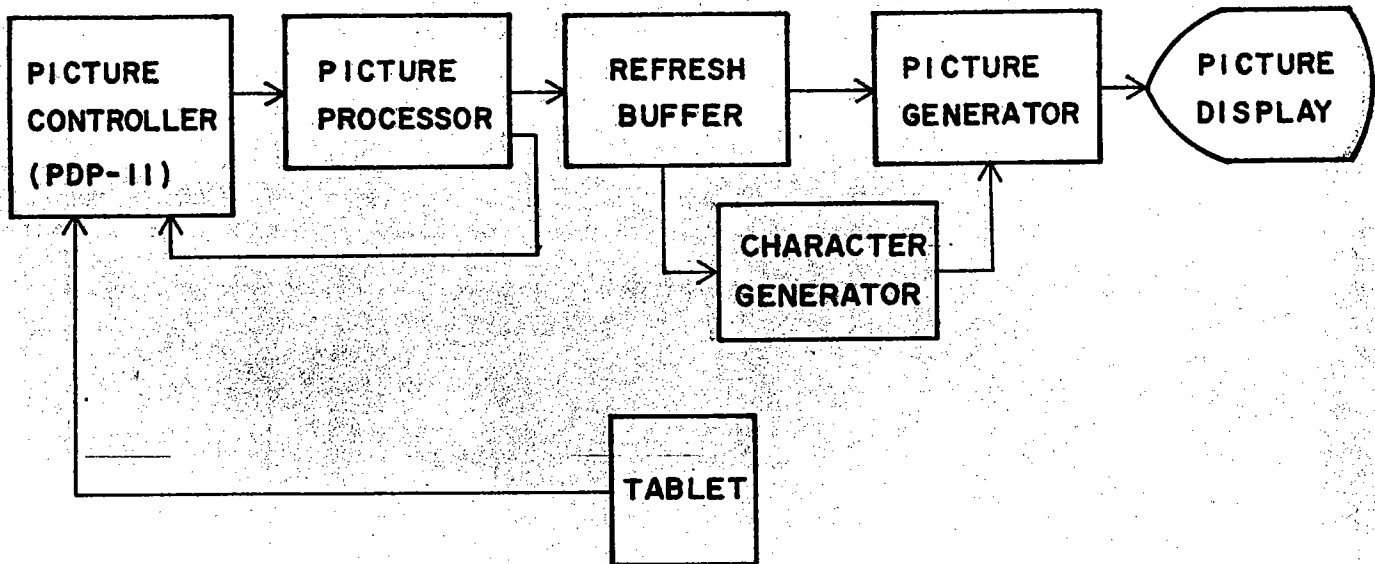 PICTURE
CONTROLLER
(PDP-11)
PICTURE
PROCESSOR
REFRESH
BUFFER
PICTURE
GENERATOR
PICTURE
DISPLAY
CHARACTER
GENERATOR
TABLET